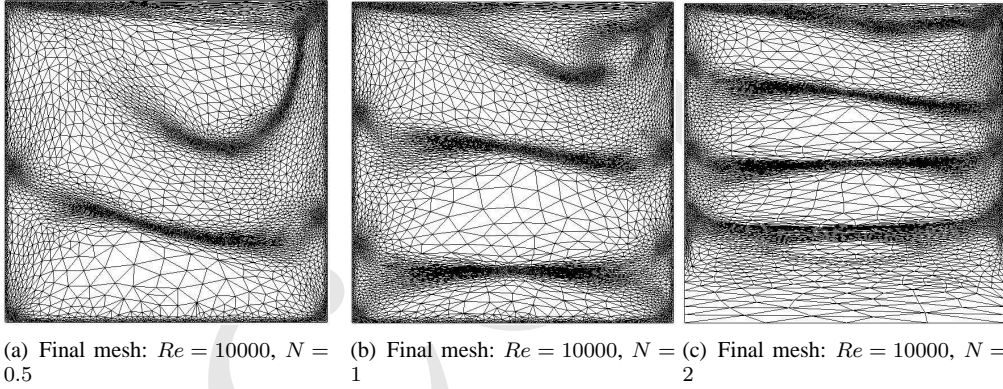 (a) Final mesh: Re = 10000, N = 0.5
(b) Final mesh: Re = 10000, N = 1
(c) Final mesh: Re = 10000, N = 2